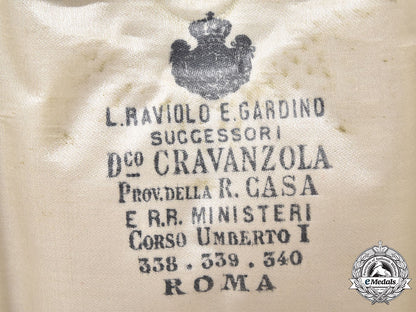 L. RAVIOLO E. GARDINO
SUCCESSORI
DCO CRAVANZOLA
PROV. DELLA R. CASA
E R.R. MINISTERI
CORSO UMBERTO I
338 . 339 . 340
ROMA
eMedals